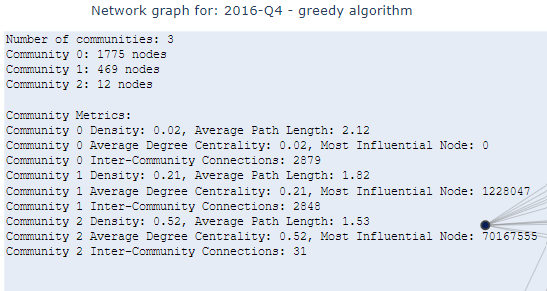 Network graph for: 2016-Q4 - greedy algorithm
Number of communities: 3
Community 0: 1775 nodes
Community 1: 469 nodes
Community 2: 12 nodes
Community Metrics:
Community 0 Density: 0.02, Average Path Length: 2.12
Community 0 Average Degree Centrality: 0.02, Most Influential Node: 0
Community 0 Inter-Community Connections: 2879
Community 1 Density: 0.21, Average Path Length: 1.82
Community 1 Average Degree Centrality: 0.21, Most Influential Node: 1228047
Community 1 Inter-Community Connections: 2848
Community 2 Density: 0.52, Average Path Length: 1.53
Community 2 Average Degree Centrality: 0.52, Most Influential Node: 70167555
Community 2 Inter-Community Connections: 31